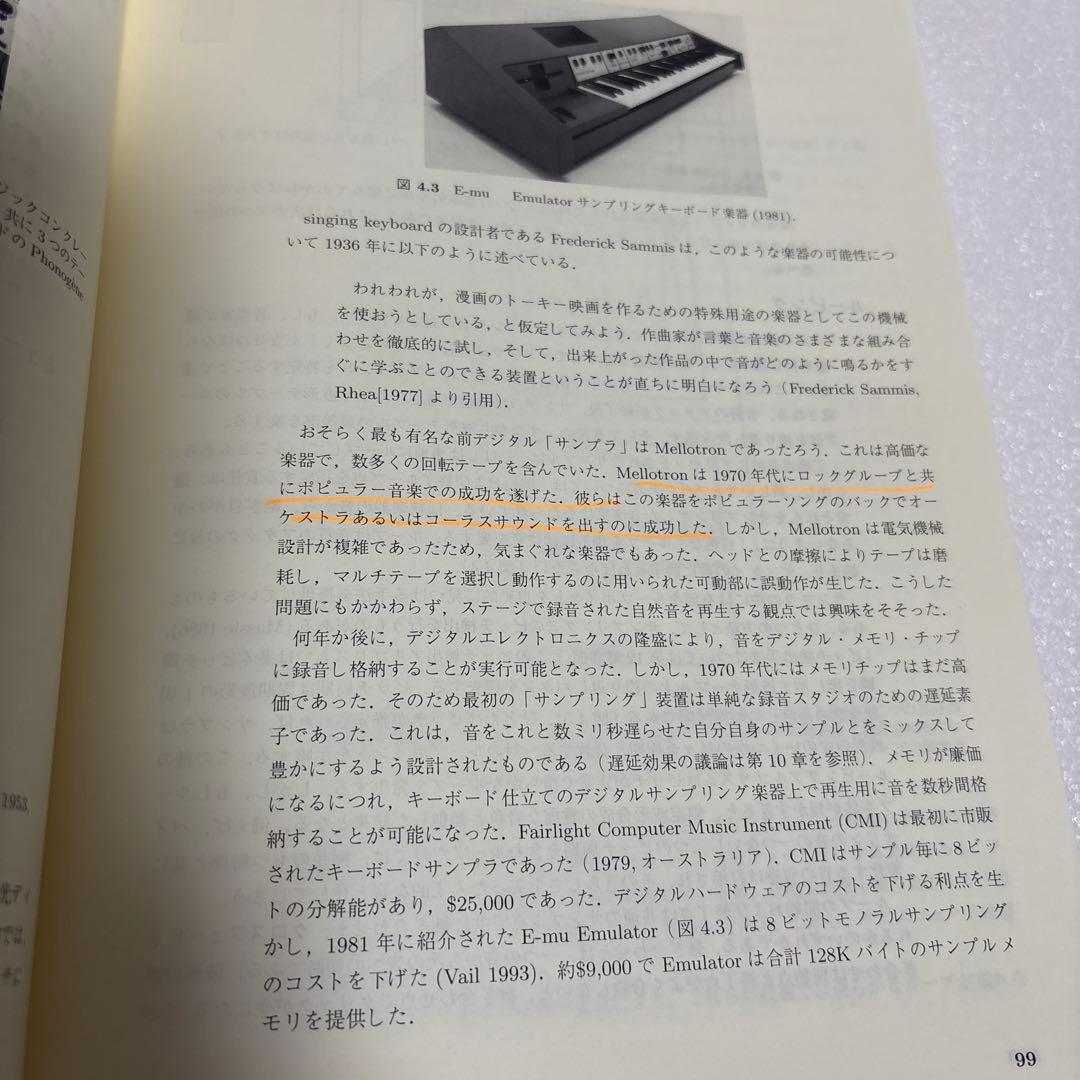 ジックコンクレー
共に3つのテー
ドの Phonogène
1953,
では,
図 4.3 E-mu Emulator サンプリングキーボード楽器 (1981).
singing keyboard の設計者である Frederick Sammis は，このような楽器の可能性につ
いて 1936 年に以下のように述べている．
われわれが，漫画のトーキー映画を作るための特殊用途の楽器としてこの機械
を使おうとしている，と仮定してみよう．作曲家が言葉と音楽のさまざまな組み合
わせを徹底的に試し，そして，出来上がった作品の中で音がどのように鳴るかをす
ぐに学ぶことのできる装置ということが直ちに明白になろう (Frederick Sammis,
Rhea[1977] より引用)．
おそらく最も有名な前デジタル「サンプラ」は Mellotron であったろう．これは高価な
楽器で，数多くの回転テープを含んでいた．Mellotron は 1970 年代にロックグループと共
にポピュラー音楽での成功を遂げた．彼らはこの楽器をポピュラーソングのバックでオー
ケストラあるいはコーラスサウンドを出すのに成功した．しかし，Mellotron は電気機械
設計が複雑であったため，気まぐれな楽器でもあった．ヘッドとの摩擦によりテープは磨
耗し，マルチテープを選択し動作するのに用いられた可動部に誤動作が生じた．こうした
問題にもかかわらず，ステージで録音された自然音を再生する観点では興味をそそった．
何年か後に，デジタルエレクトロニクスの隆盛により，音をデジタル・メモリ・チップ
に録音し格納することが実行可能となった．しかし，1970 年代にはメモリチップはまだ高
価であった．そのため最初の「サンプリング」装置は単純な録音スタジオのための遅延素
子であった．これは，音をこれと数ミリ秒遅らせた自分自身のサンプルとをミックスして
豊かにするよう設計されたものである（遅延効果の議論は第 10 章を参照)．メモリが廉価
になるにつれ，キーボード仕立てのデジタルサンプリング楽器上で再生用に音を数秒間格
納することが可能になった．Fairlight Computer Music Instrument (CMI) は最初に市販
されたキーボードサンプラであった（1979, オーストラリア)．CMI はサンプル毎に 8 ビッ
トの分解能があり，$25,000 であった．デジタルハードウェアのコストを下げる利点を生
かし，1981 年に紹介された E-mu Emulator（図 4.3）は 8 ビットモノラルサンプリング
のコストを下げた (Vail 1993)．約$9,000 で Emulator は合計 128K バイトのサンプルメ
モリを提供した．
99